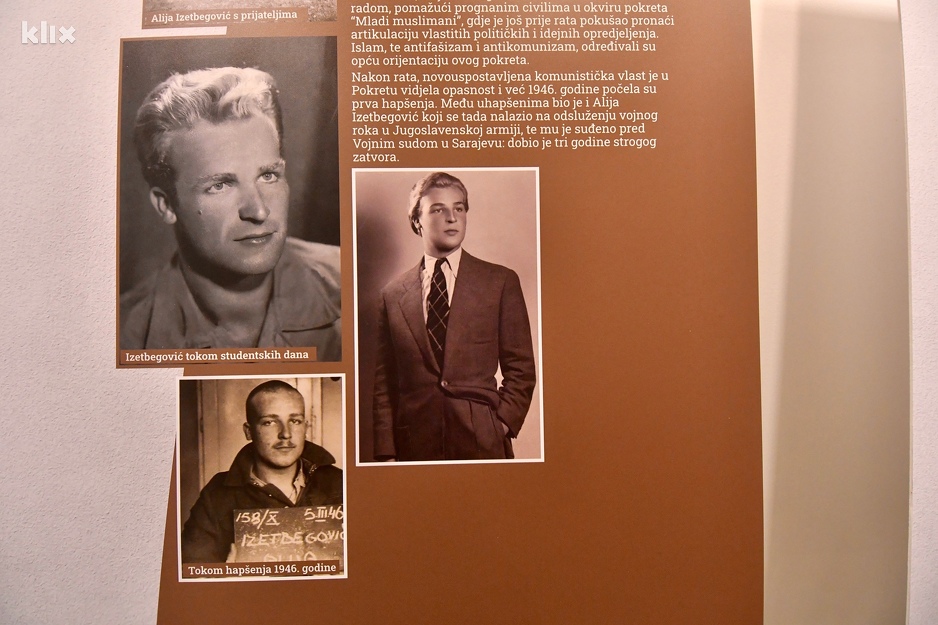 klix
Alija Izetbegović s prijateljima
radom, pomažući prognanim civilima u okviru pokreta
“Mladi muslimani”, gdje je još prije rata pokušao pronaći
artikulaciju vlastitih političkih i idejnih opredjeljenja.
Islam, te antifašizam i antikomunizam, određivali su
opću orijentaciju ovog pokreta.
Nakon rata, novouspostavljena komunistička vlast je u
Pokretu vidjela opasnost i već 1946. godine počela su
prva hapšenja. Među uhapšenima bio je i Alija
Izetbegović koji se tada nalazio na odsluženju vojnog
roka u Jugoslavenskoj armiji, te mu je suđeno pred
Vojnim sudom u Sarajevu: dobio je tri godine strogog
zatvora.
Izetbegović tokom studentskih dana
158/X 5III46
IZETBEGOVIĆ
Tokom hapšenja 1946. godine